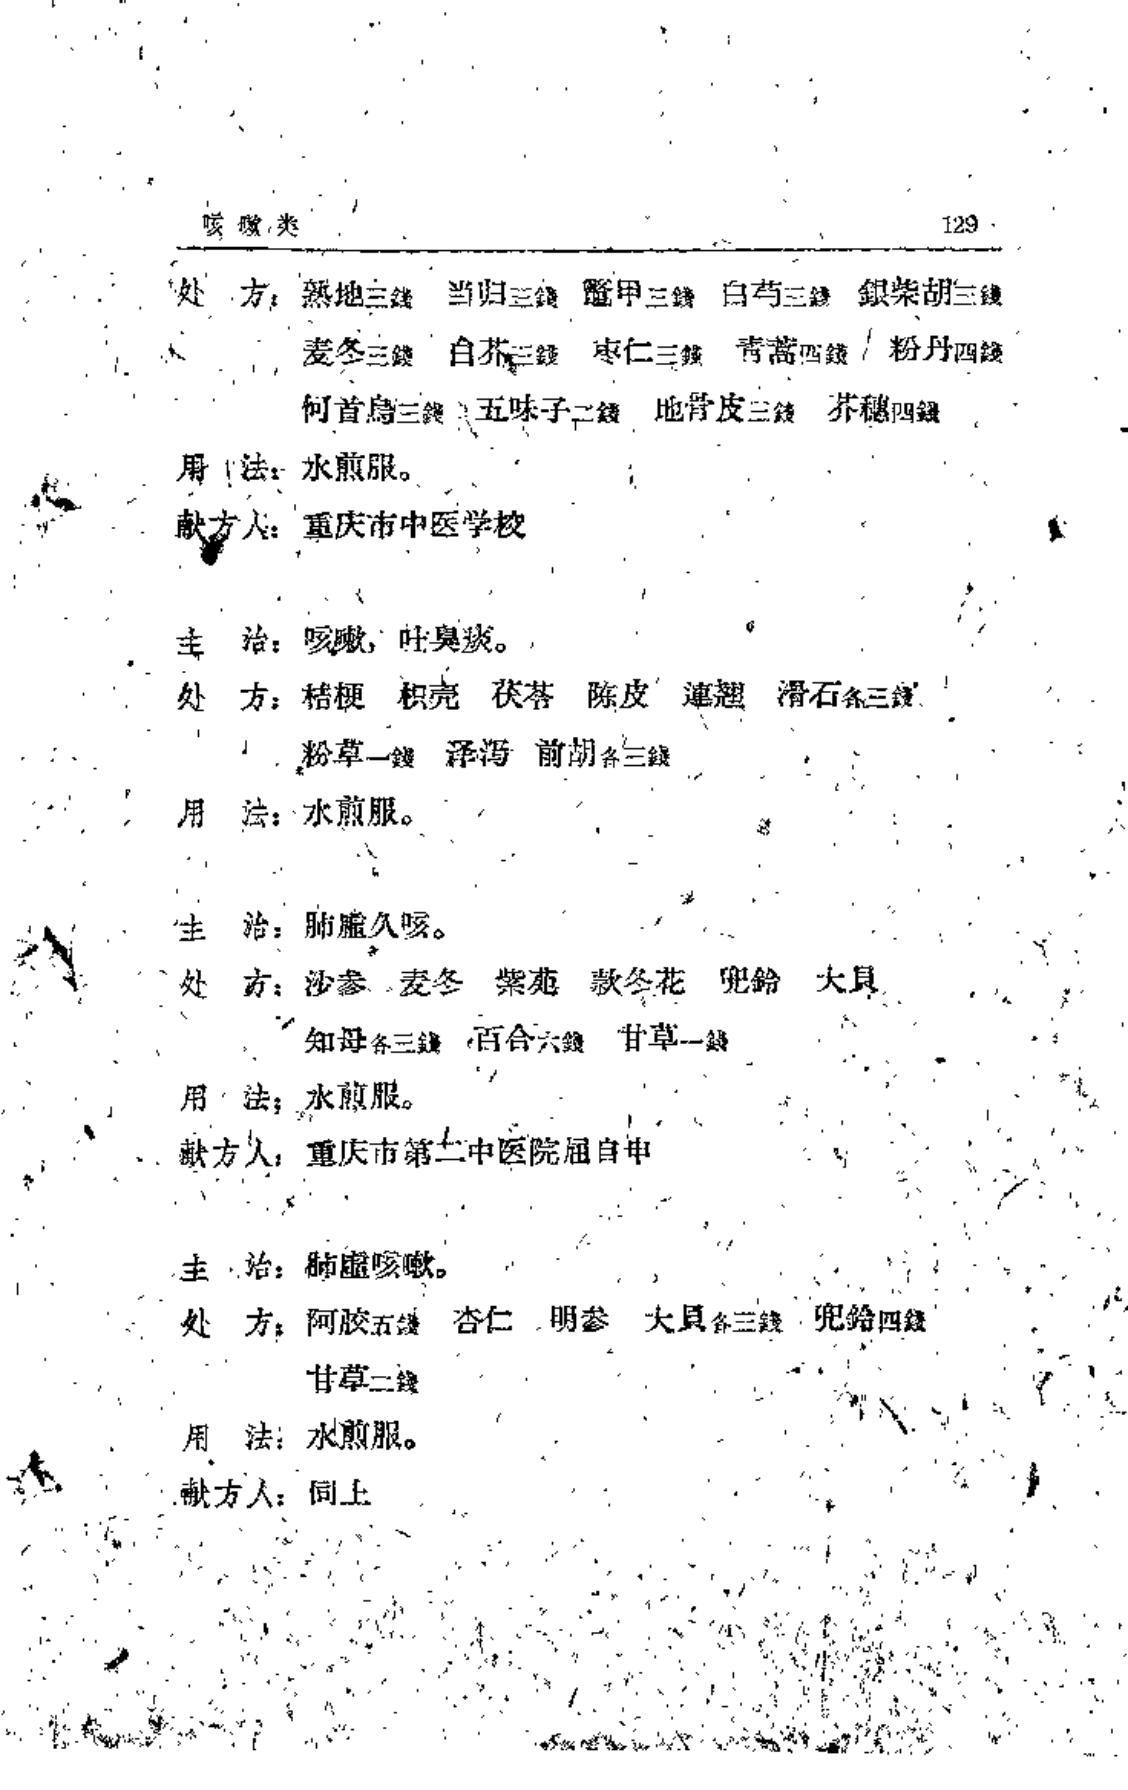 咳嗽类 129
处方：熟地三錢 当归三錢 鱉甲三錢 白芍三錢 銀柴胡三錢
麦冬三錢 白芥三錢 枣仁三錢 青蒿四錢 粉丹四錢
何首烏三錢 五味子二錢 地骨皮三錢 芥穗四錢
用法：水煎服。
献方人：重庆市中医学校
主治：咳嗽，吐臭痰。
处方：桔梗 枳壳 茯苓 陈皮 連翘 滑石各三錢
粉草一錢 泽泻 前胡各三錢
用法：水煎服。
主治：肺虛久咳。
处方：沙参 麦冬 紫苑 款冬花 兜鈴 大貝
知母各三錢 百合六錢 甘草一錢
用法：水煎服。
献方人：重庆市第二中医院屈自申
主治：肺虛咳嗽。
处方：阿胶五錢 杏仁 明参 大貝各三錢 兜鈴四錢
甘草二錢
用法：水煎服。
献方人：同上